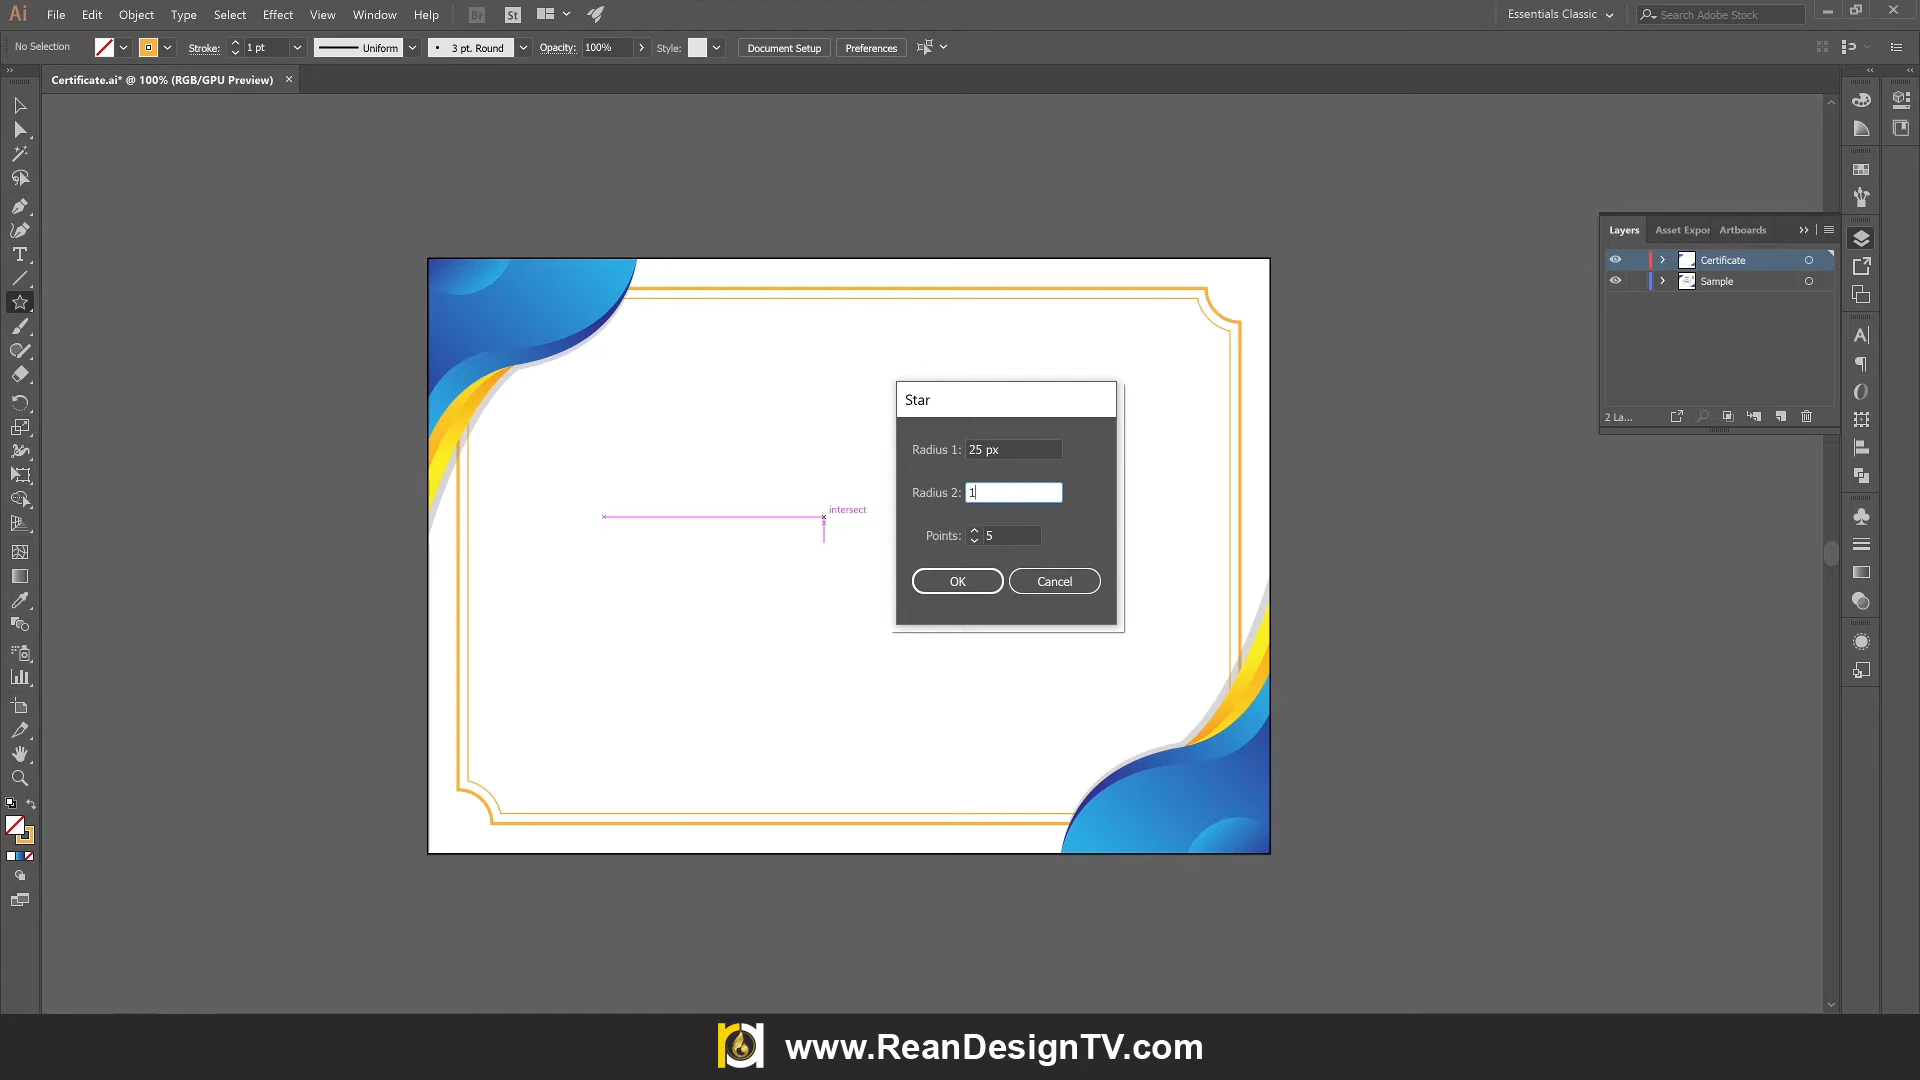 Ai File Edit Object Type Select Effect View Window Help Br St Essentials Classic Search Adobe Stock
No Selection Stroke: 1 pt Uniform 3 pt. Round Opacity: 100% Style: Document Setup Preferences
Certificate.ai* @ 100% (RGB/GPU Preview)
Layers Asset Expor Artboards
Certificate
Sample
2 La...
Star
Radius 1: 25 px
Radius 2: 1
Points: 5
OK Cancel
intersect
www.ReanDesignTV.com